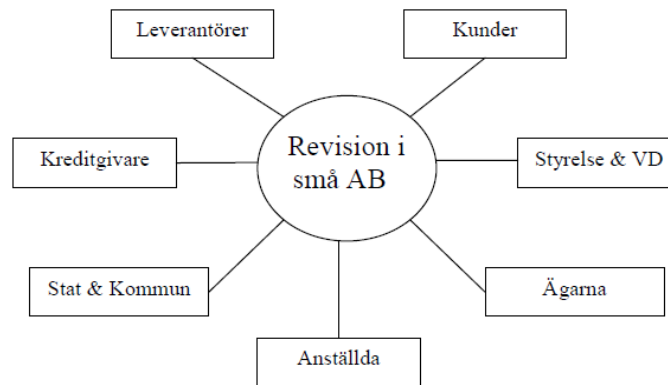 Leverantörer
Kunder
Revision i
små AB
Kreditgivare
Styrelse & VD
Stat & Kommun
Ägarna
Anställda